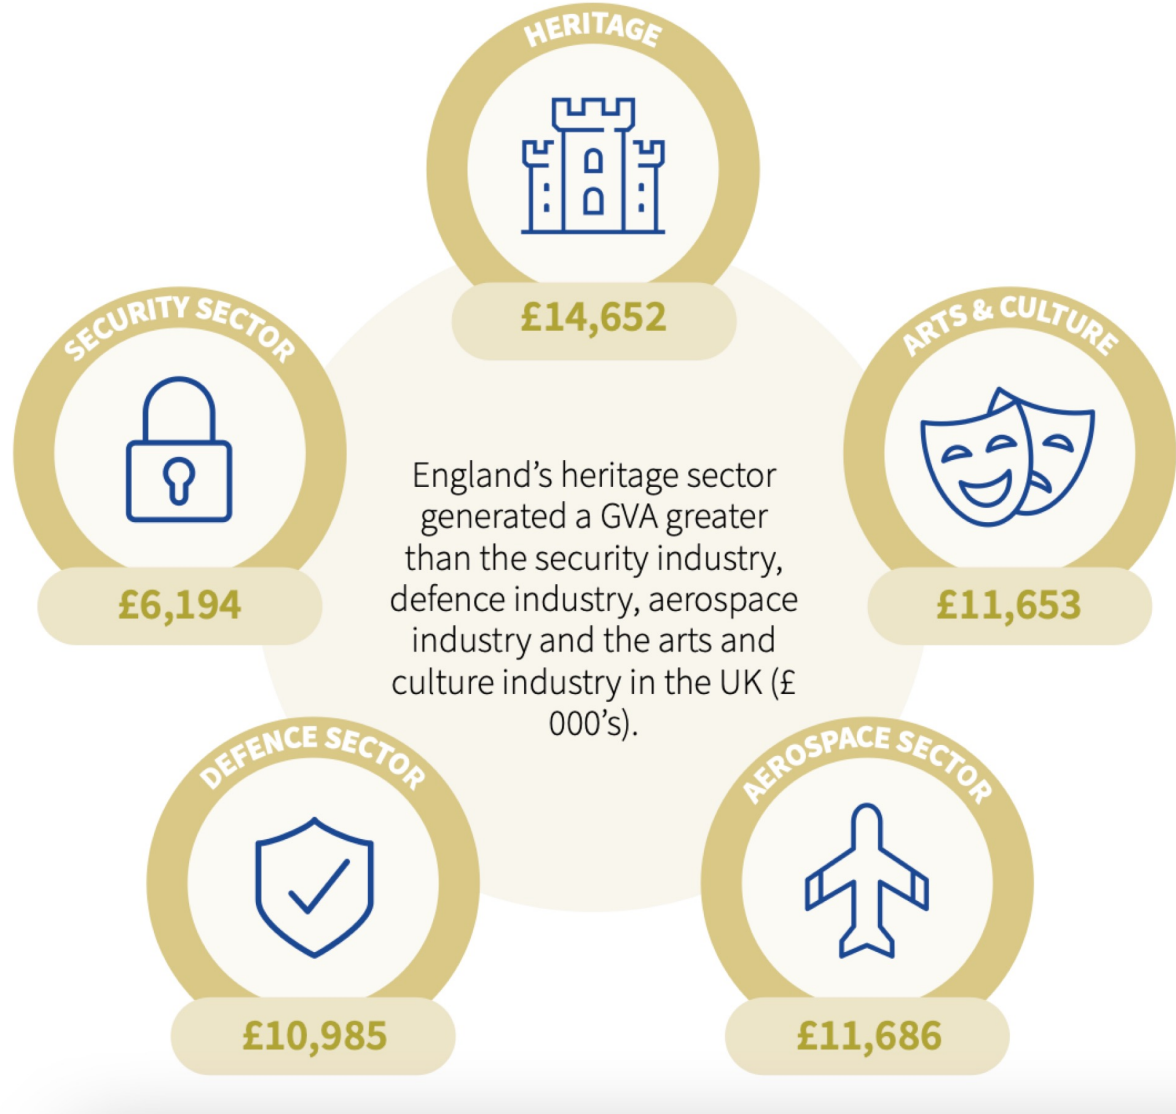 HERITAGE
£14,652
SECURITY SECTOR
£6,194
ARTS & CULTURE
£11,653
England’s heritage sector
generated a GVA greater
than the security industry,
defence industry, aerospace
industry and the arts and
culture industry in the UK (£
000’s).
DEFENCE SECTOR
£10,985
AEROSPACE SECTOR
£11,686